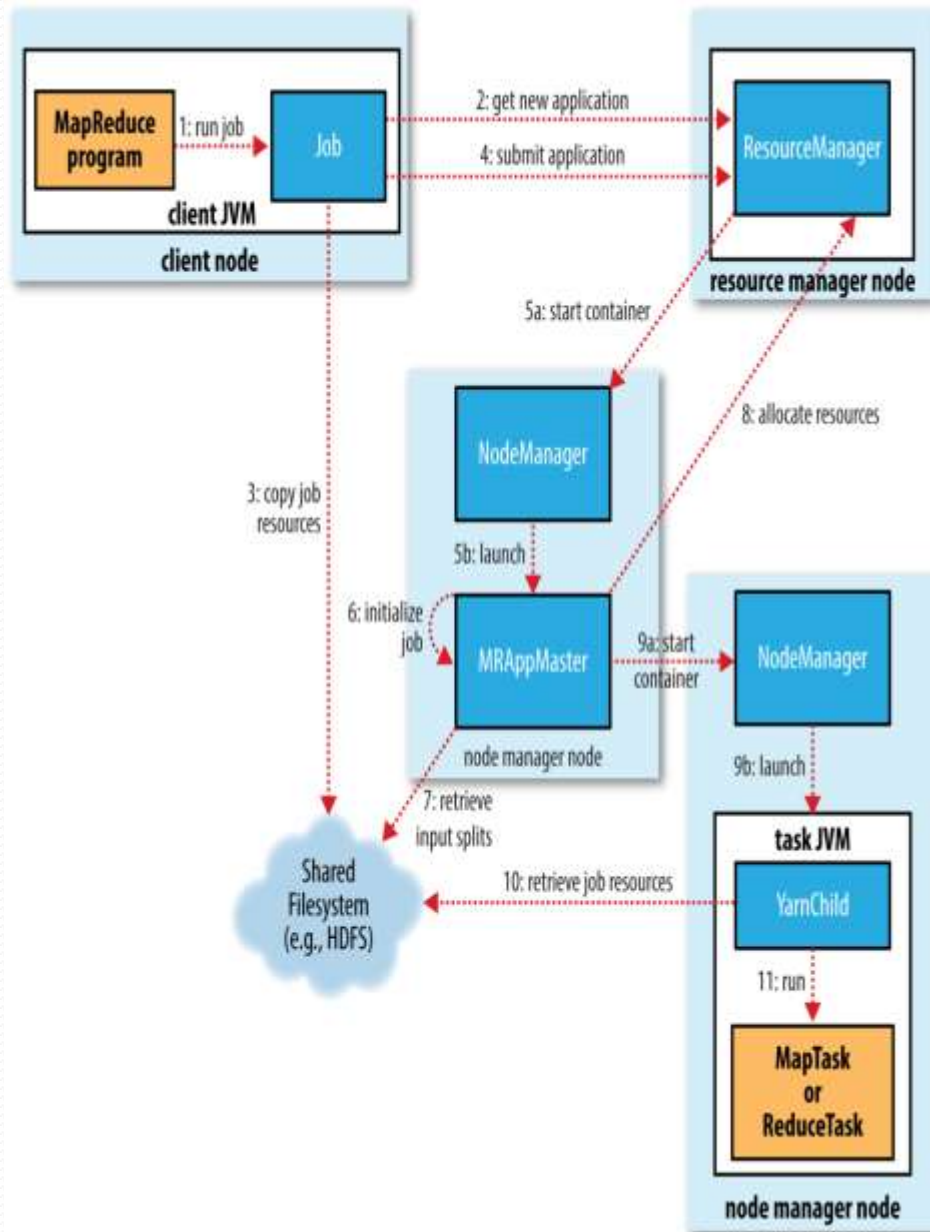 MapReduce
program
1: run job
Job
client JVM
client node
2: get new application
4: submit application
ResourceManager
resource manager node
5a: start container
8: allocate resources
3: copy job
resources
NodeManager
5b: launch
6: initialize
job
MRAppMaster
node manager node
9a: start
container
NodeManager
9b: launch
7: retrieve
input splits
Shared
Filesystem
(e.g., HDFS)
10: retrieve job resources
task JVM
YarnChild
11: run
MapTask
or
ReduceTask
node manager node